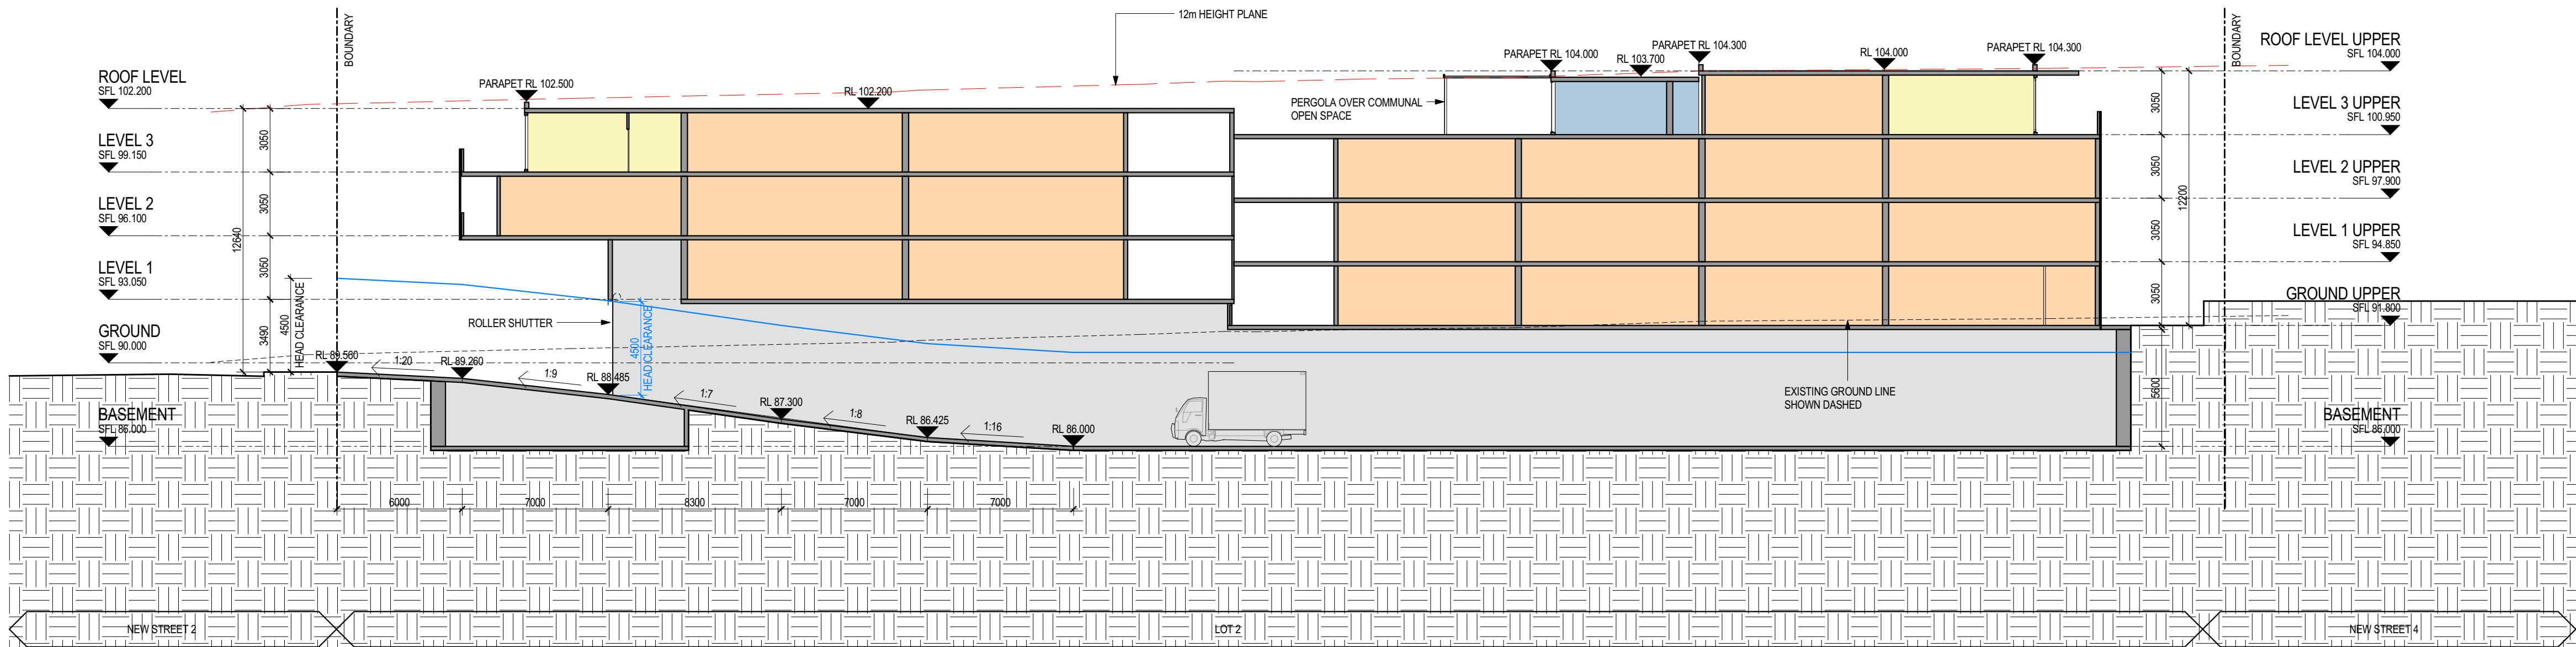 12m HEIGHT PLANE
BOUNDARY
BOUNDARY
ROOF LEVEL
SFL 102.200
LEVEL 3
SFL 99.150
LEVEL 2
SFL 96.100
LEVEL 1
SFL 93.050
GROUND
SFL 90.000
BASEMENT
SFL 86.000
12640
3050
3050
3050
3490
4500
HEAD CLEARANCE
PARAPET RL 102.500
RL 102.200
PERGOLA OVER COMMUNAL
OPEN SPACE
PARAPET RL 104.000
RL 103.700
PARAPET RL 104.300
RL 104.000
PARAPET RL 104.300
ROOF LEVEL UPPER
SFL 104.000
LEVEL 3 UPPER
SFL 100.950
LEVEL 2 UPPER
SFL 97.900
LEVEL 1 UPPER
SFL 94.850
GROUND UPPER
SFL 91.800
BASEMENT
SFL 86.000
3050
3050
3050
3050
12200
5600
ROLLER SHUTTER
4500
HEAD CLEARANCE
RL 89.560
1:20
RL 89.260
1:9
RL 88.485
1:7
RL 87.300
1:8
RL 86.425
1:16
RL 86.000
EXISTING GROUND LINE
SHOWN DASHED
6000
7000
8300
7000
7000
NEW STREET 2
LOT 2
NEW STREET 4